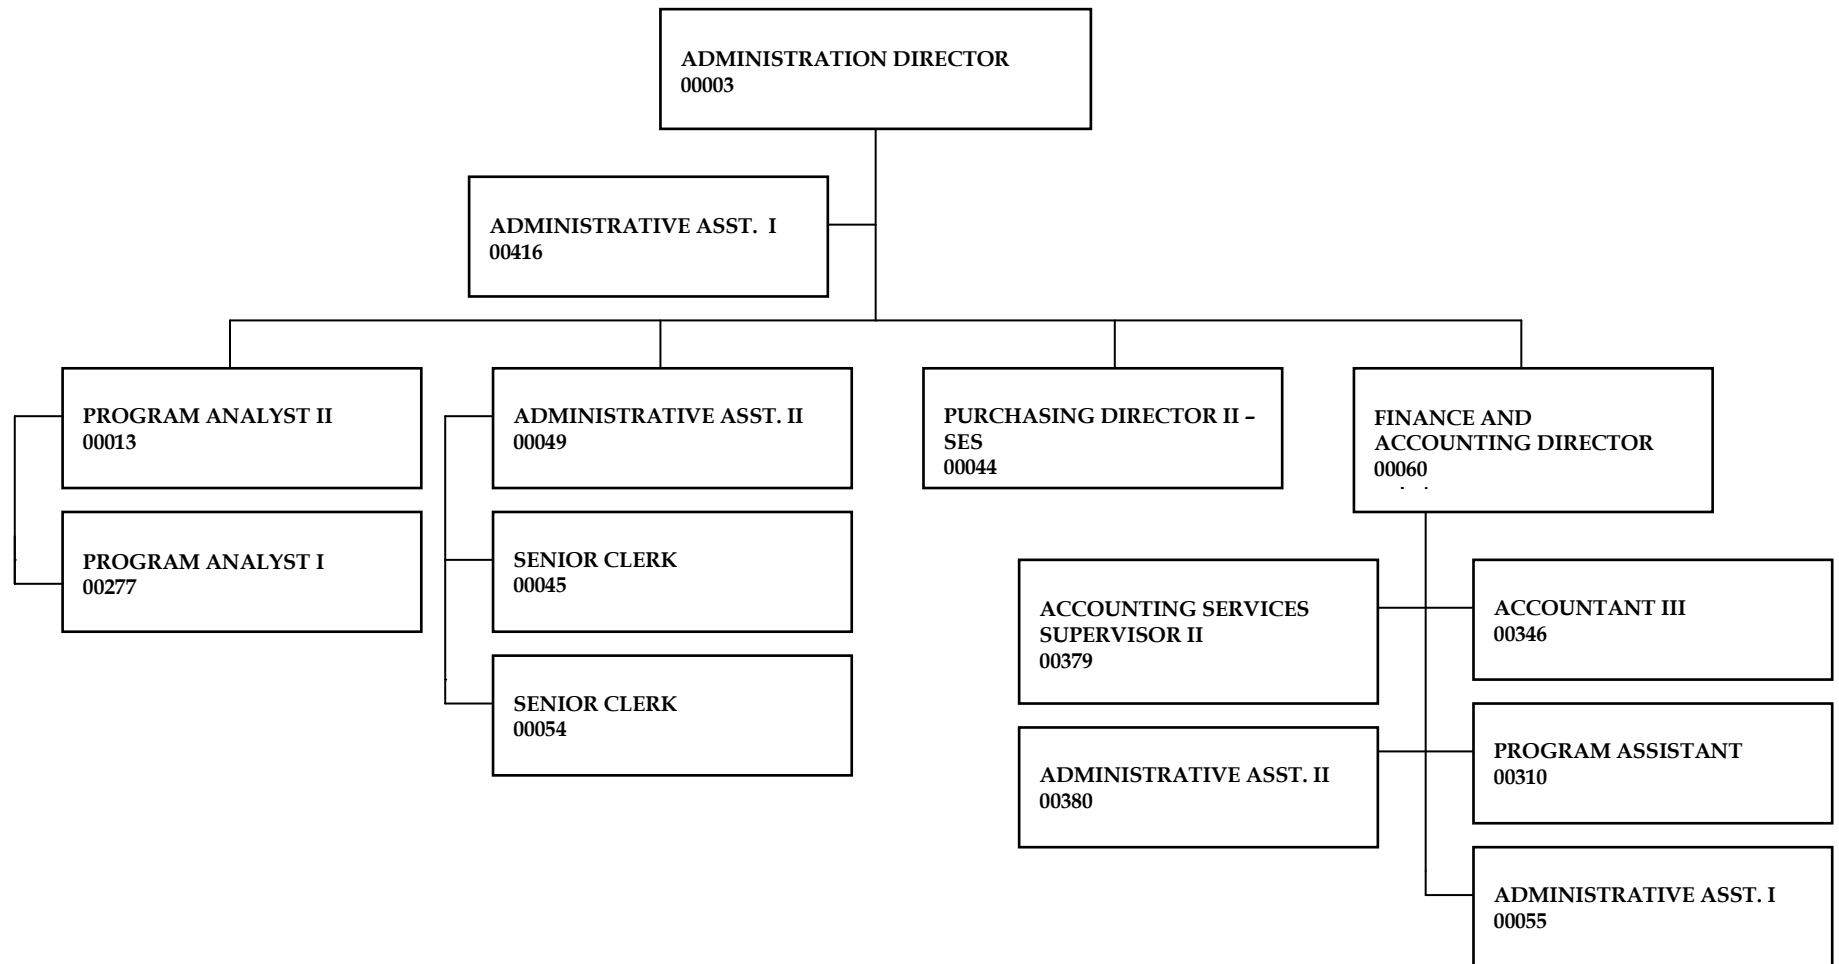 ADMINISTRATION DIRECTOR
00003
ADMINISTRATIVE ASST. I
00416
PROGRAM ANALYST II
00013
ADMINISTRATIVE ASST. II
00049
PURCHASING DIRECTOR II –
SES
00044
FINANCE AND
ACCOUNTING DIRECTOR
00060
PROGRAM ANALYST I
00277
SENIOR CLERK
00045
SENIOR CLERK
00054
ACCOUNTING SERVICES
SUPERVISOR II
00379
ACCOUNTANT III
00346
ADMINISTRATIVE ASST. II
00380
PROGRAM ASSISTANT
00310
ADMINISTRATIVE ASST. I
00055